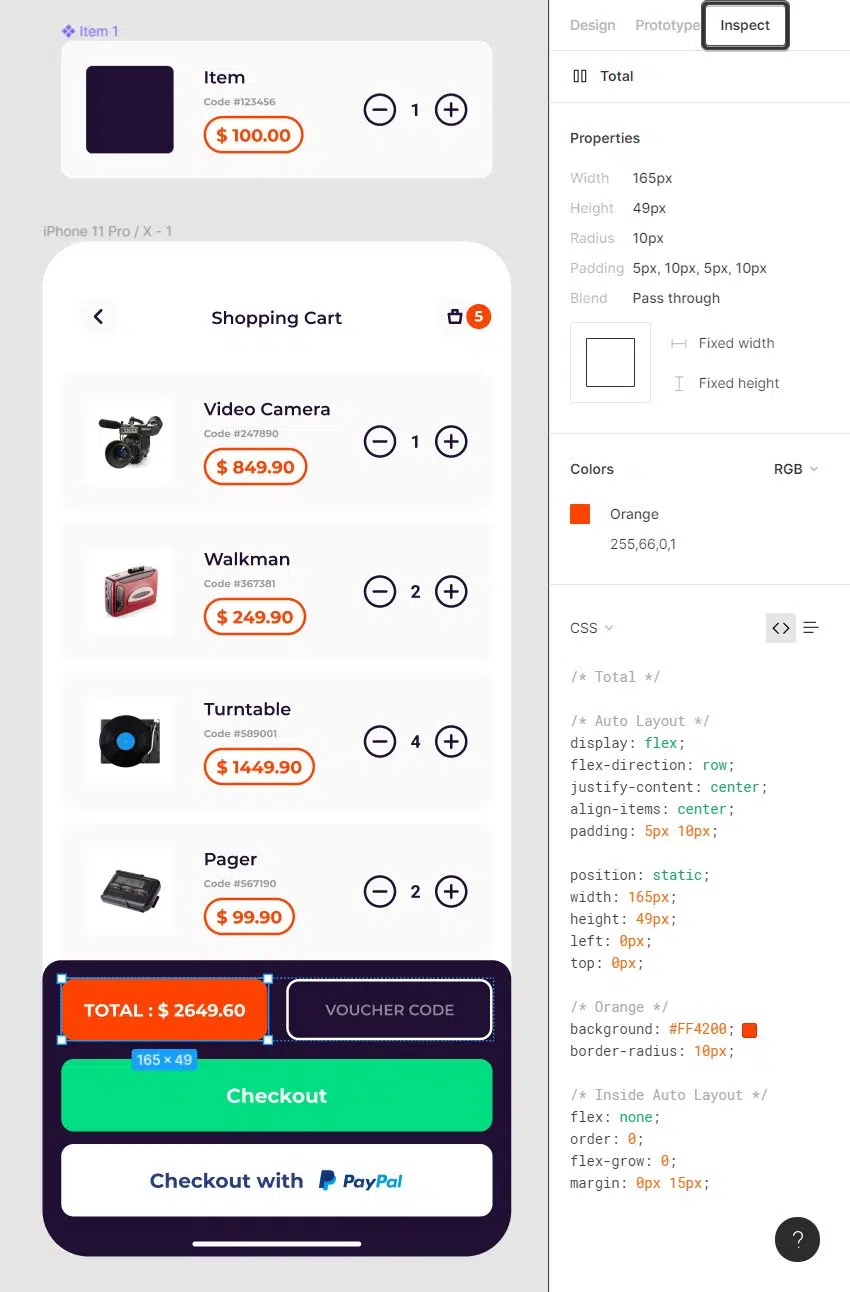 Item 1
Item
Code #123456
$ 100.00
1
iPhone 11 Pro / X - 1
Shopping Cart
5
Video Camera
Code #247890
$ 849.90
1
Walkman
Code #367381
$ 249.90
2
Turntable
Code #589001
$ 1449.90
4
Pager
Code #567190
$ 99.90
2
TOTAL : $ 2649.60
VOUCHER CODE
165 × 49
Checkout
Checkout with PayPal
Design Prototype Inspect
Total
Properties
Width 165px
Height 49px
Radius 10px
Padding 5px, 10px, 5px, 10px
Blend Pass through
Fixed width
Fixed height
Colors RGB
Orange
255,66,0,1
CSS
/* Total */
/* Auto Layout */
display: flex;
flex-direction: row;
justify-content: center;
align-items: center;
padding: 5px 10px;
position: static;
width: 165px;
height: 49px;
left: 0px;
top: 0px;
/* Orange */
background: #FF4200;
border-radius: 10px;
/* Inside Auto Layout */
flex: none;
order: 0;
flex-grow: 0;
margin: 0px 15px;
?